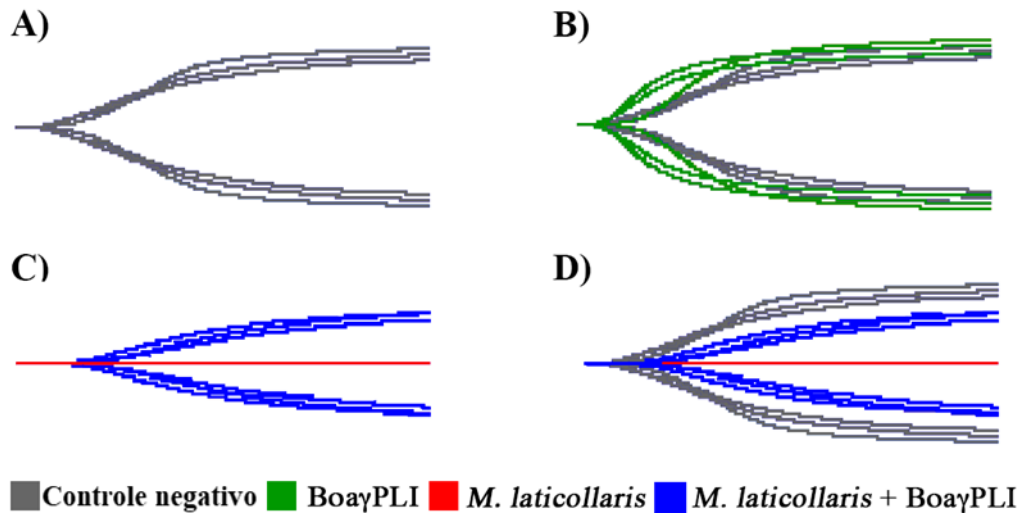 A)
B)
C)
D)
Controle negativo
BoaγPLI
M. laticollaris
M. laticollaris + BoaγPLI